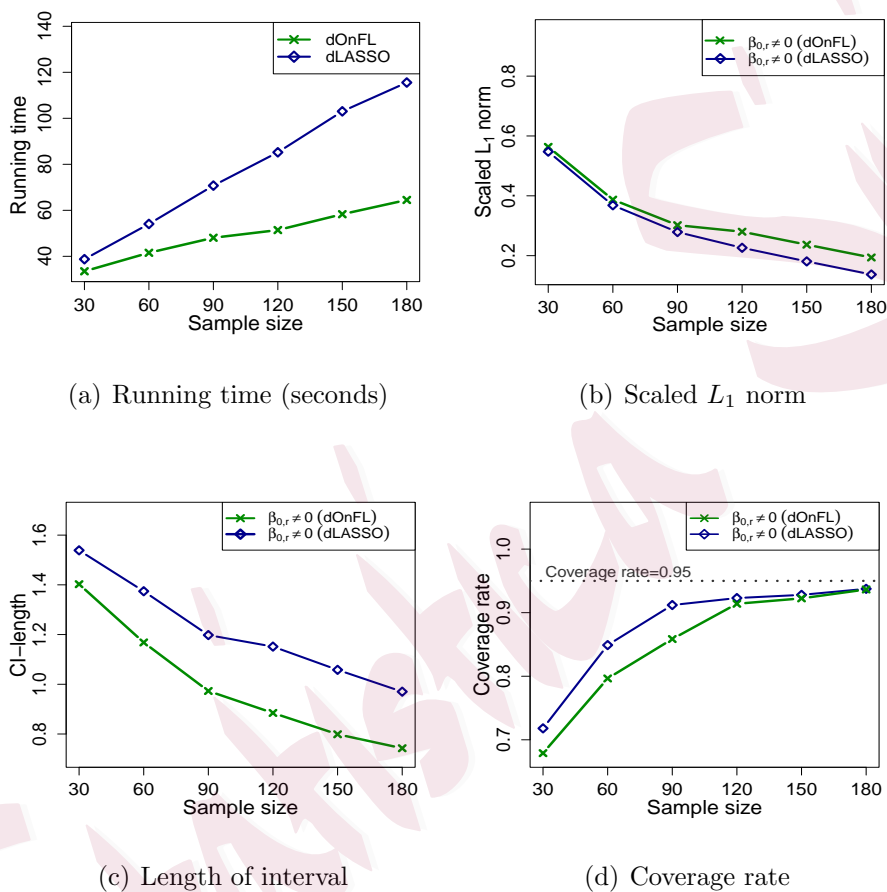 140
120
100
80
60
40
Running time
dOnFL
dLASSO
30 60 90 120 150 180
Sample size
(a) Running time (seconds)
0.8
0.6
0.4
0.2
Scaled L₁ norm
β₀,ᵣ ≠ 0 (dOnFL)
β₀,ᵣ ≠ 0 (dLASSO)
30 60 90 120 150 180
Sample size
(b) Scaled L₁ norm
1.6
1.4
1.2
1.0
0.8
CI−length
β₀,ᵣ ≠ 0 (dOnFL)
β₀,ᵣ ≠ 0 (dLASSO)
30 60 90 120 150 180
Sample size
(c) Length of interval
1.0
0.9
0.8
0.7
Coverage rate
β₀,ᵣ ≠ 0 (dOnFL)
β₀,ᵣ ≠ 0 (dLASSO)
Coverage rate=0.95
30 60 90 120 150 180
Sample size
(d) Coverage rate